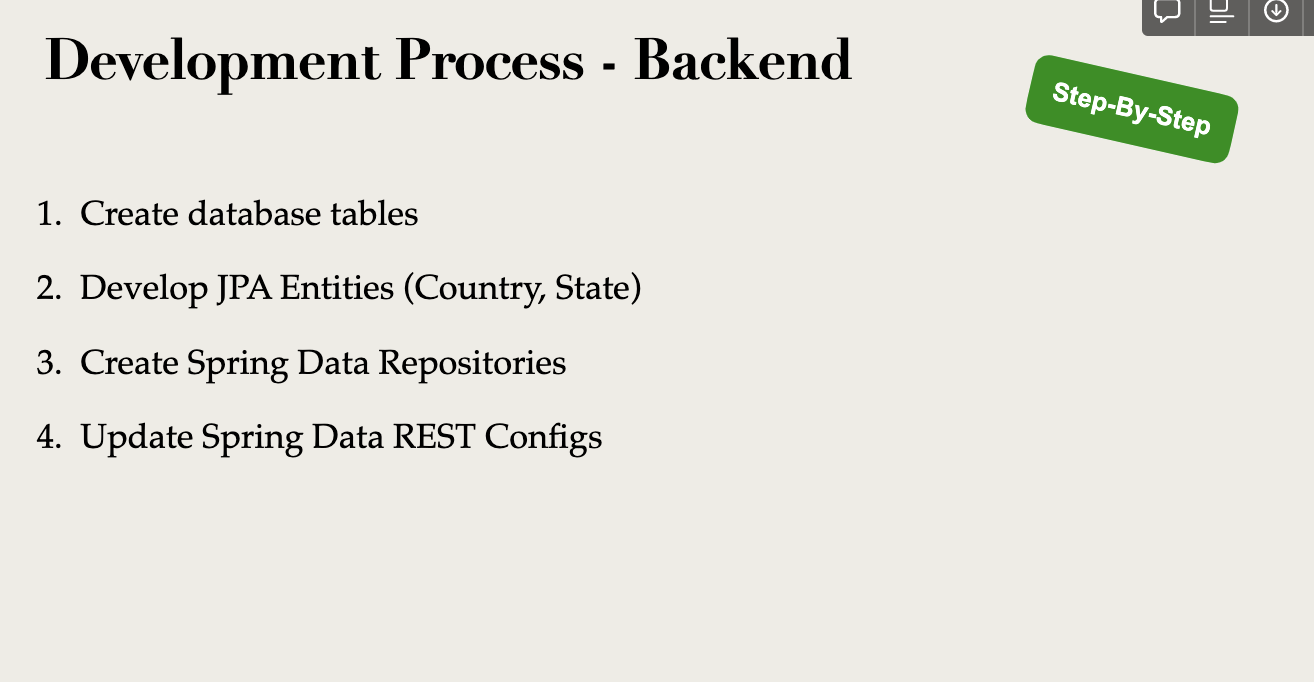 Development Process - Backend
Step-By-Step
1. Create database tables
2. Develop JPA Entities (Country, State)
3. Create Spring Data Repositories
4. Update Spring Data REST Configs